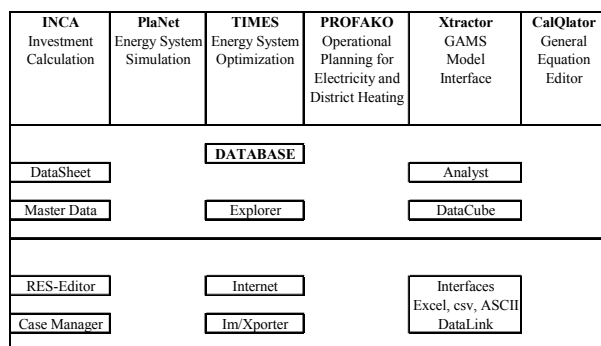 INCA
Investment
Calculation
PlaNet
Energy System
Simulation
TIMES
Energy System
Optimization
PROFAKO
Operational
Planning for
Electricity and
District Heating
Xtractor
GAMS
Model
Interface
CalQlator
General
Equation
Editor
DATABASE
DataSheet
Analyst
Master Data
Explorer
DataCube
RES-Editor
Internet
Interfaces
Excel, csv, ASCII
DataLink
Case Manager
Im/Xporter